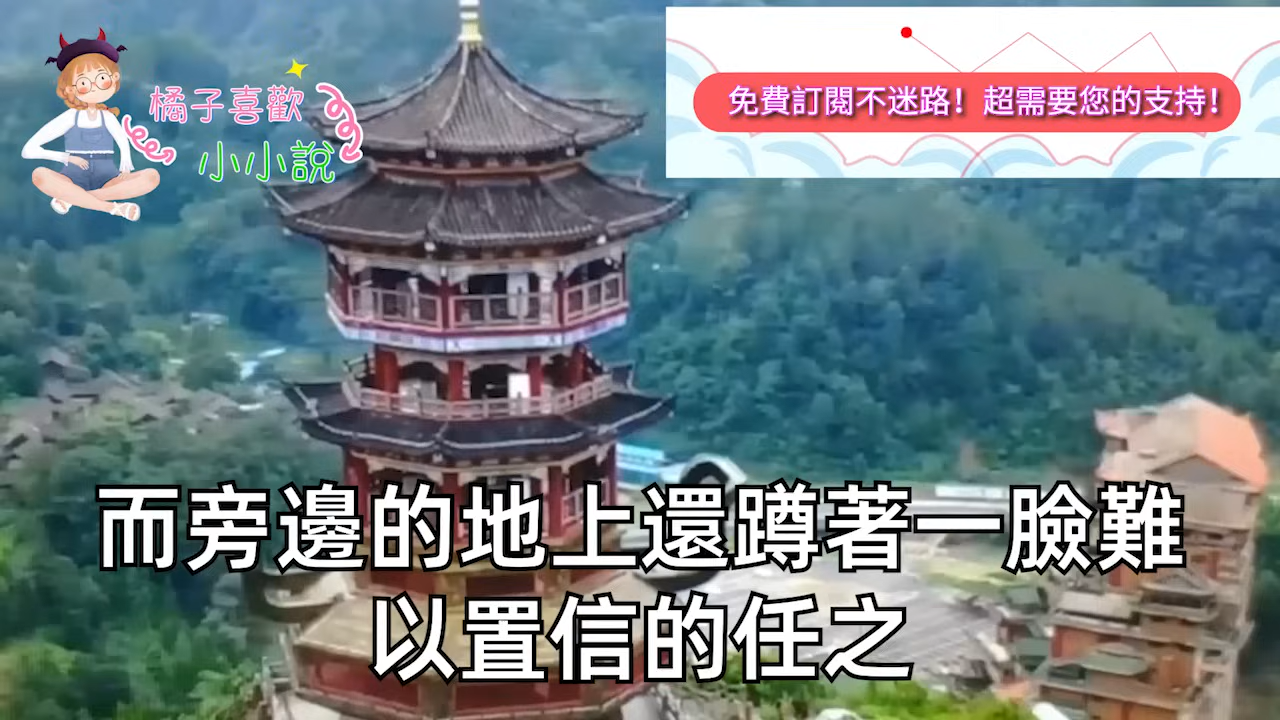 橘子喜歡
小小說
免費訂閱不迷路！超需要您的支持！
而旁邊的地上還蹲著一臉難
以置信的任之